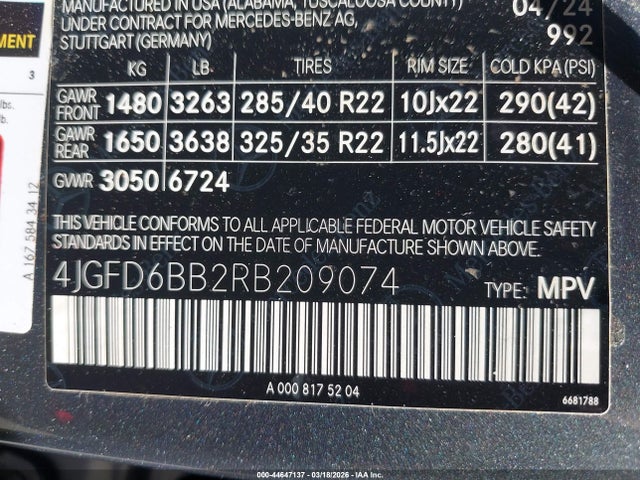 MANUFACTURED IN USA (ALABAMA, TUSCALOOSA COUNTY)
UNDER CONTRACT FOR MERCEDES-BENZ AG,
STUTTGART (GERMANY)
04/24
992
KG LB TIRES RIM SIZE COLD KPA(PSI)
GAWR FRONT 1480 3263 285/40 R22 10Jx22 290(42)
GAWR REAR 1650 3638 325/35 R22 11.5Jx22 280(41)
GVWR 3050 6724
THIS VEHICLE CONFORMS TO ALL APPLICABLE FEDERAL MOTOR VEHICLE SAFETY
STANDARDS IN EFFECT ON THE DATE OF MANUFACTURE SHOWN ABOVE.
4JGFD6BB2RB209074 TYPE: MPV
A 000 817 52 04
6681788
MENT
3
lbs.
lb.
A 167 584 34 12
000-44647137 - 03/18/2026 - IAA Inc.